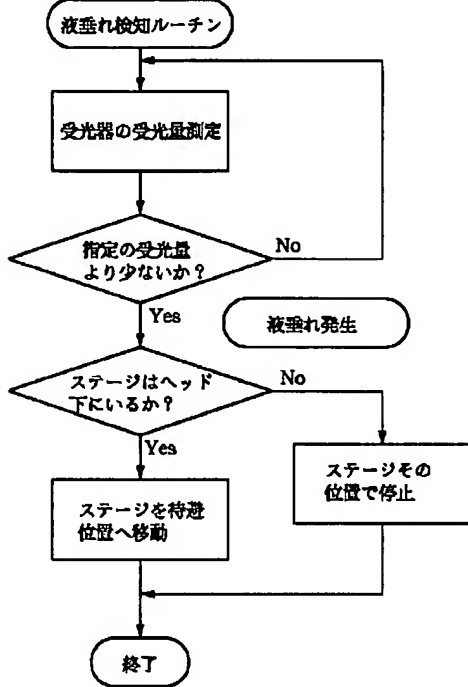 液垂れ検知ルーチン
受光器の受光量測定
指定の受光量
より少ないか？
No
Yes
液垂れ発生
ステージはヘッド
下にいるか？
No
Yes
ステージその
位置で停止
ステージを待避
位置へ移動
終了